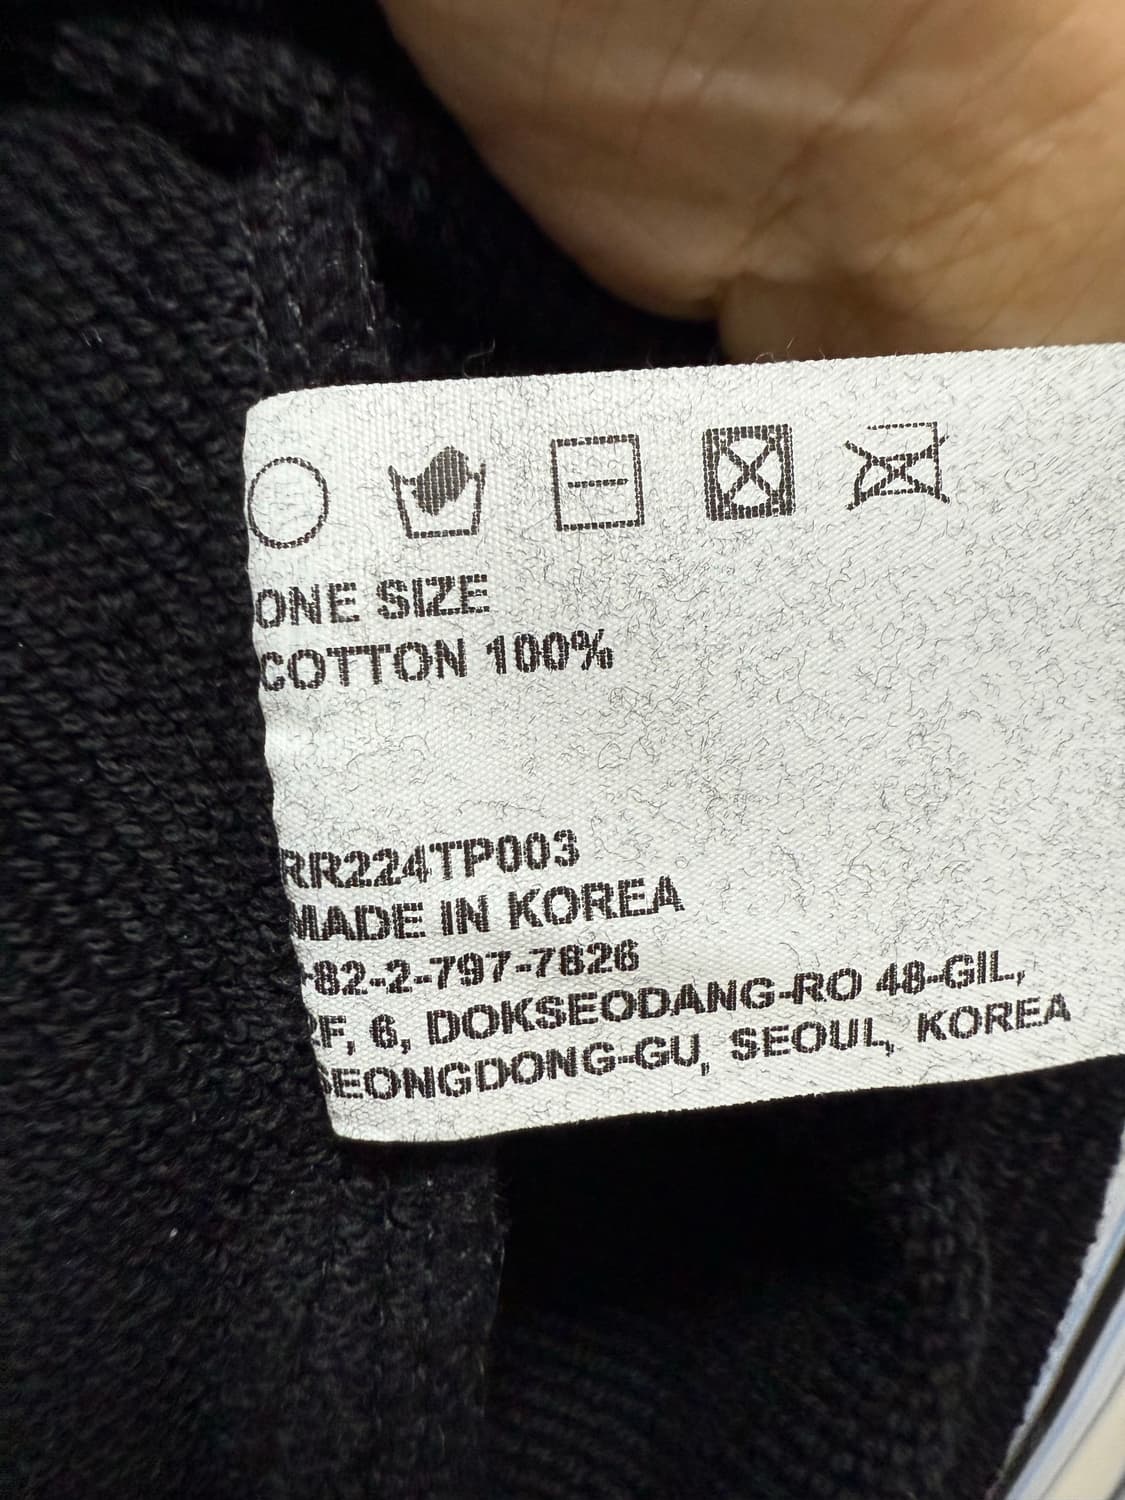 ONE SIZE
COTTON 100%
RR224TP003
MADE IN KOREA
+82-2-797-7826
2F, 6, DOKSEODANG-RO 48-GIL,
SEONGDONG-GU, SEOUL, KOREA